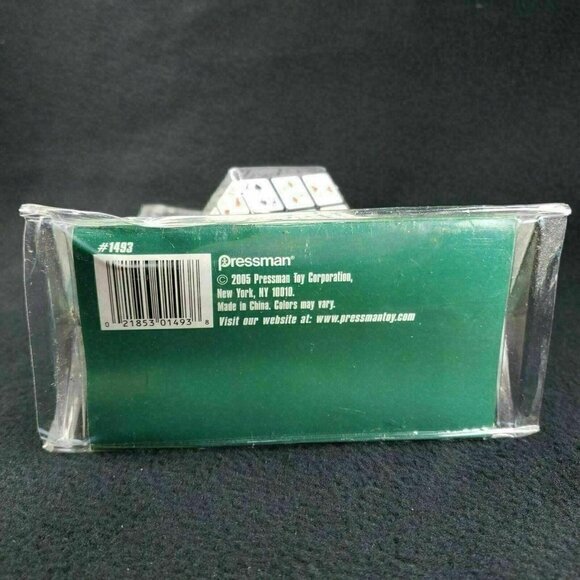 #1493
0 21853 01493 8
Pressman®
© 2005 Pressman Toy Corporation,
New York, NY 10010.
Made in China. Colors may vary.
Visit our website at: www.pressmantoy.com